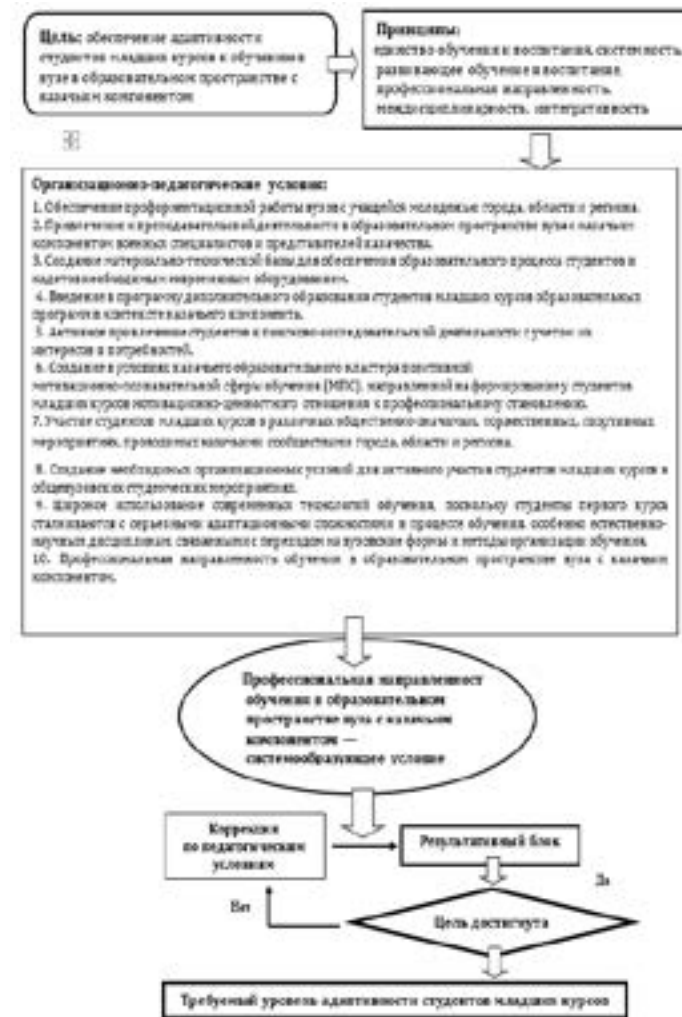 Цель: обеспечение адаптивности
студентов младших курсов к обучению в
вузе в образовательном пространстве с
казачьим компонентом
Принципы:
единство обучения и воспитания, системность,
развивающее обучение и воспитание,
профессиональная направленность,
междисциплинарность, интегративность
Организационно-педагогические условия:
1. Обеспечение профориентационной работы вузов с учащейся молодежью города, области и региона.
2. Привлечение к преподавательской деятельности в образовательном пространстве вуза с казачьим
компонентом военных специалистов и представителей казачества.
3. Создание материально-технической базы для обеспечения образовательного процесса студентов и
кадетов необходимым современным оборудованием.
4. Введение в программу дополнительного образования студентов младших курсов образовательных
программ в контексте казачьего компонента.
5. Активное привлечение студентов к поисково-исследовательской деятельности с учетом их
интересов и потребностей.
6. Создание в условиях казачьего образовательного кластера позитивной
мотивационно-познавательной сферы обучения (МПС), направленной на формирование у студентов
младших курсов мотивационно-ценностного отношения к профессиональному становлению.
7. Участие студентов младших курсов в различных общественно-значимых, торжественных, спортивных
мероприятиях, проводимых казачьими сообществами города, области и региона.
8. Создание необходимых организационных условий для активного участия студентов младших курсов в
общевузовских студенческих мероприятиях.
9. Широкое использование современных технологий обучения, поскольку студенты первого курса
сталкиваются с серьезными адаптационными сложностями в процессе обучения, особенно естественно-
научным дисциплинам, связанными с переходом на вузовские формы и методы организации обучения.
10. Профессиональная направленность обучения в образовательном пространстве вуза с казачьим
компонентом.
Профессиональная направленност
обучения в образовательном
пространстве вуза с казачьим
компонентом —
системообразующее условие
Коррекция
по педагогическим
условиям
Результативный блок
Да
Нет
Цель достигнута
Требуемый уровень адаптивности студентов младших курсов